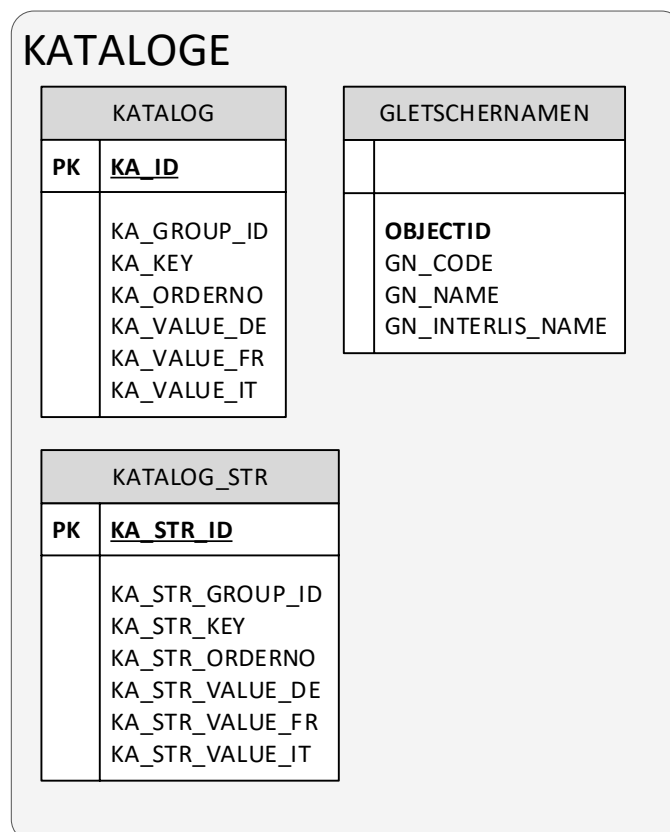 KATALOGE
KATALOG
PK KA_ID
KA_GROUP_ID
KA_KEY
KA_ORDERNO
KA_VALUE_DE
KA_VALUE_FR
KA_VALUE_IT
GLETSCHERNAMEN
OBJECTID
GN_CODE
GN_NAME
GN_INTERLIS_NAME
KATALOG_STR
PK KA_STR_ID
KA_STR_GROUP_ID
KA_STR_KEY
KA_STR_ORDERNO
KA_STR_VALUE_DE
KA_STR_VALUE_FR
KA_STR_VALUE_IT